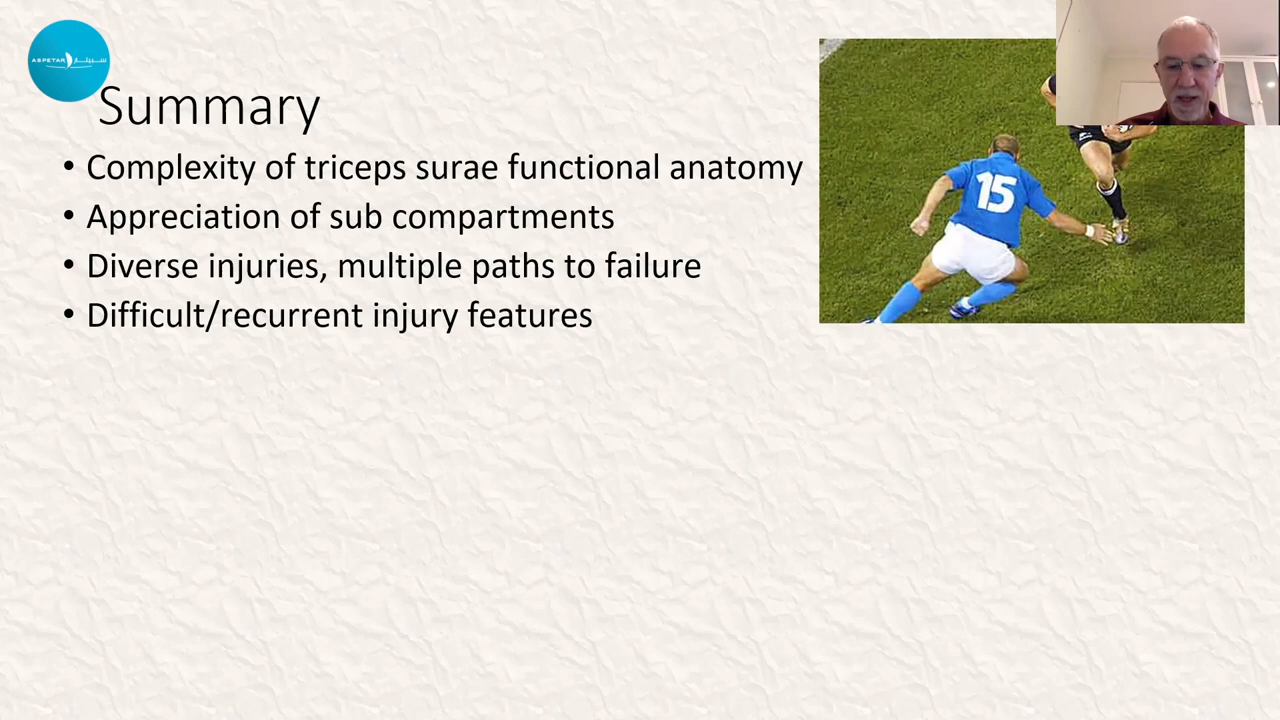 ASPETAR سبيتار
Summary
• Complexity of triceps surae functional anatomy
• Appreciation of sub compartments
• Diverse injuries, multiple paths to failure
• Difficult/recurrent injury features
15